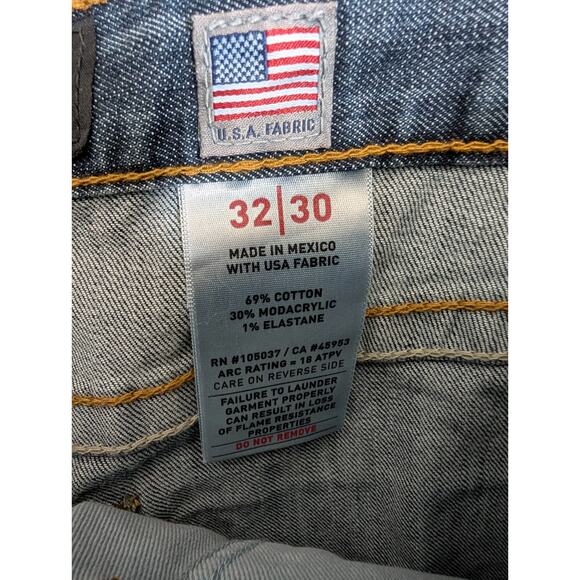 U.S.A. FABRIC
32|30
MADE IN MEXICO
WITH USA FABRIC
69% COTTON
30% MODACRYLIC
1% ELASTANE
RN #105037 / CA #45953
ARC RATING = 18 ATPV
CARE ON REVERSE SIDE
FAILURE TO LAUNDER
GARMENT PROPERLY
CAN RESULT IN LOSS
OF FLAME RESISTANCE
PROPERTIES
DO NOT REMOVE